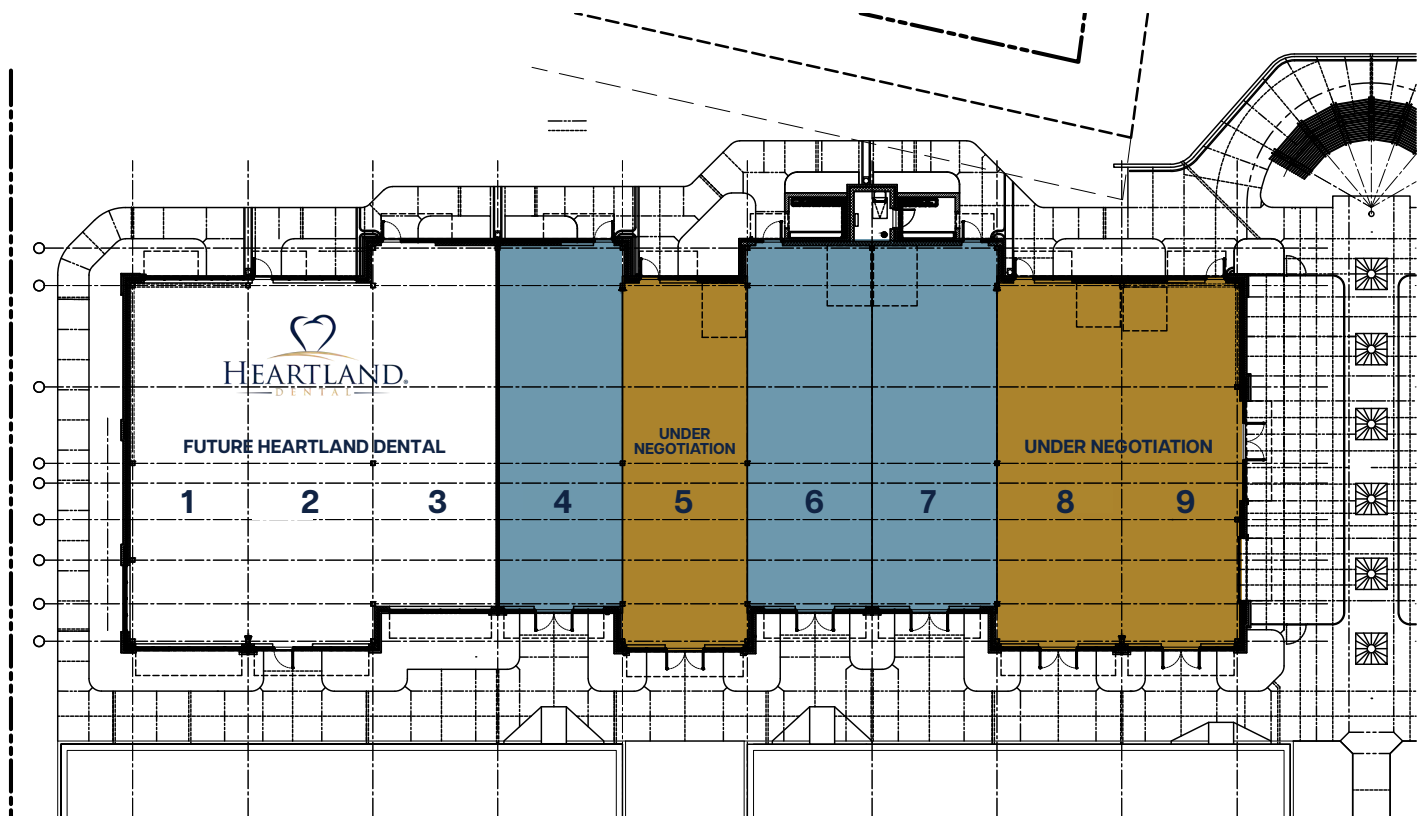 HEARTLAND®
DENTAL
FUTURE HEARTLAND DENTAL
UNDER
NEGOTIATION
UNDER NEGOTIATION
1 2 3 4 5 6 7 8 9